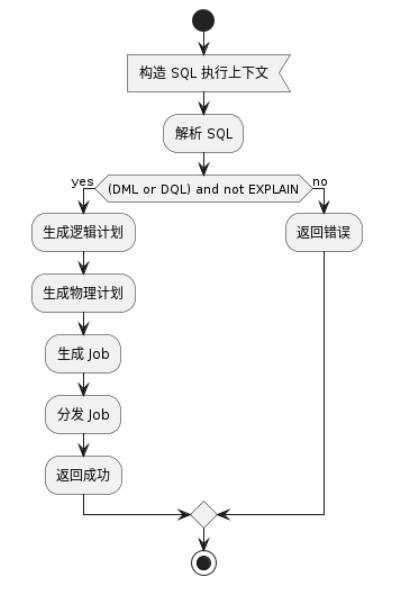 构造 SQL 执行上下文
解析 SQL
yes
(DML or DQL) and not EXPLAIN
no
生成逻辑计划
返回错误
生成物理计划
生成 Job
分发 Job
返回成功